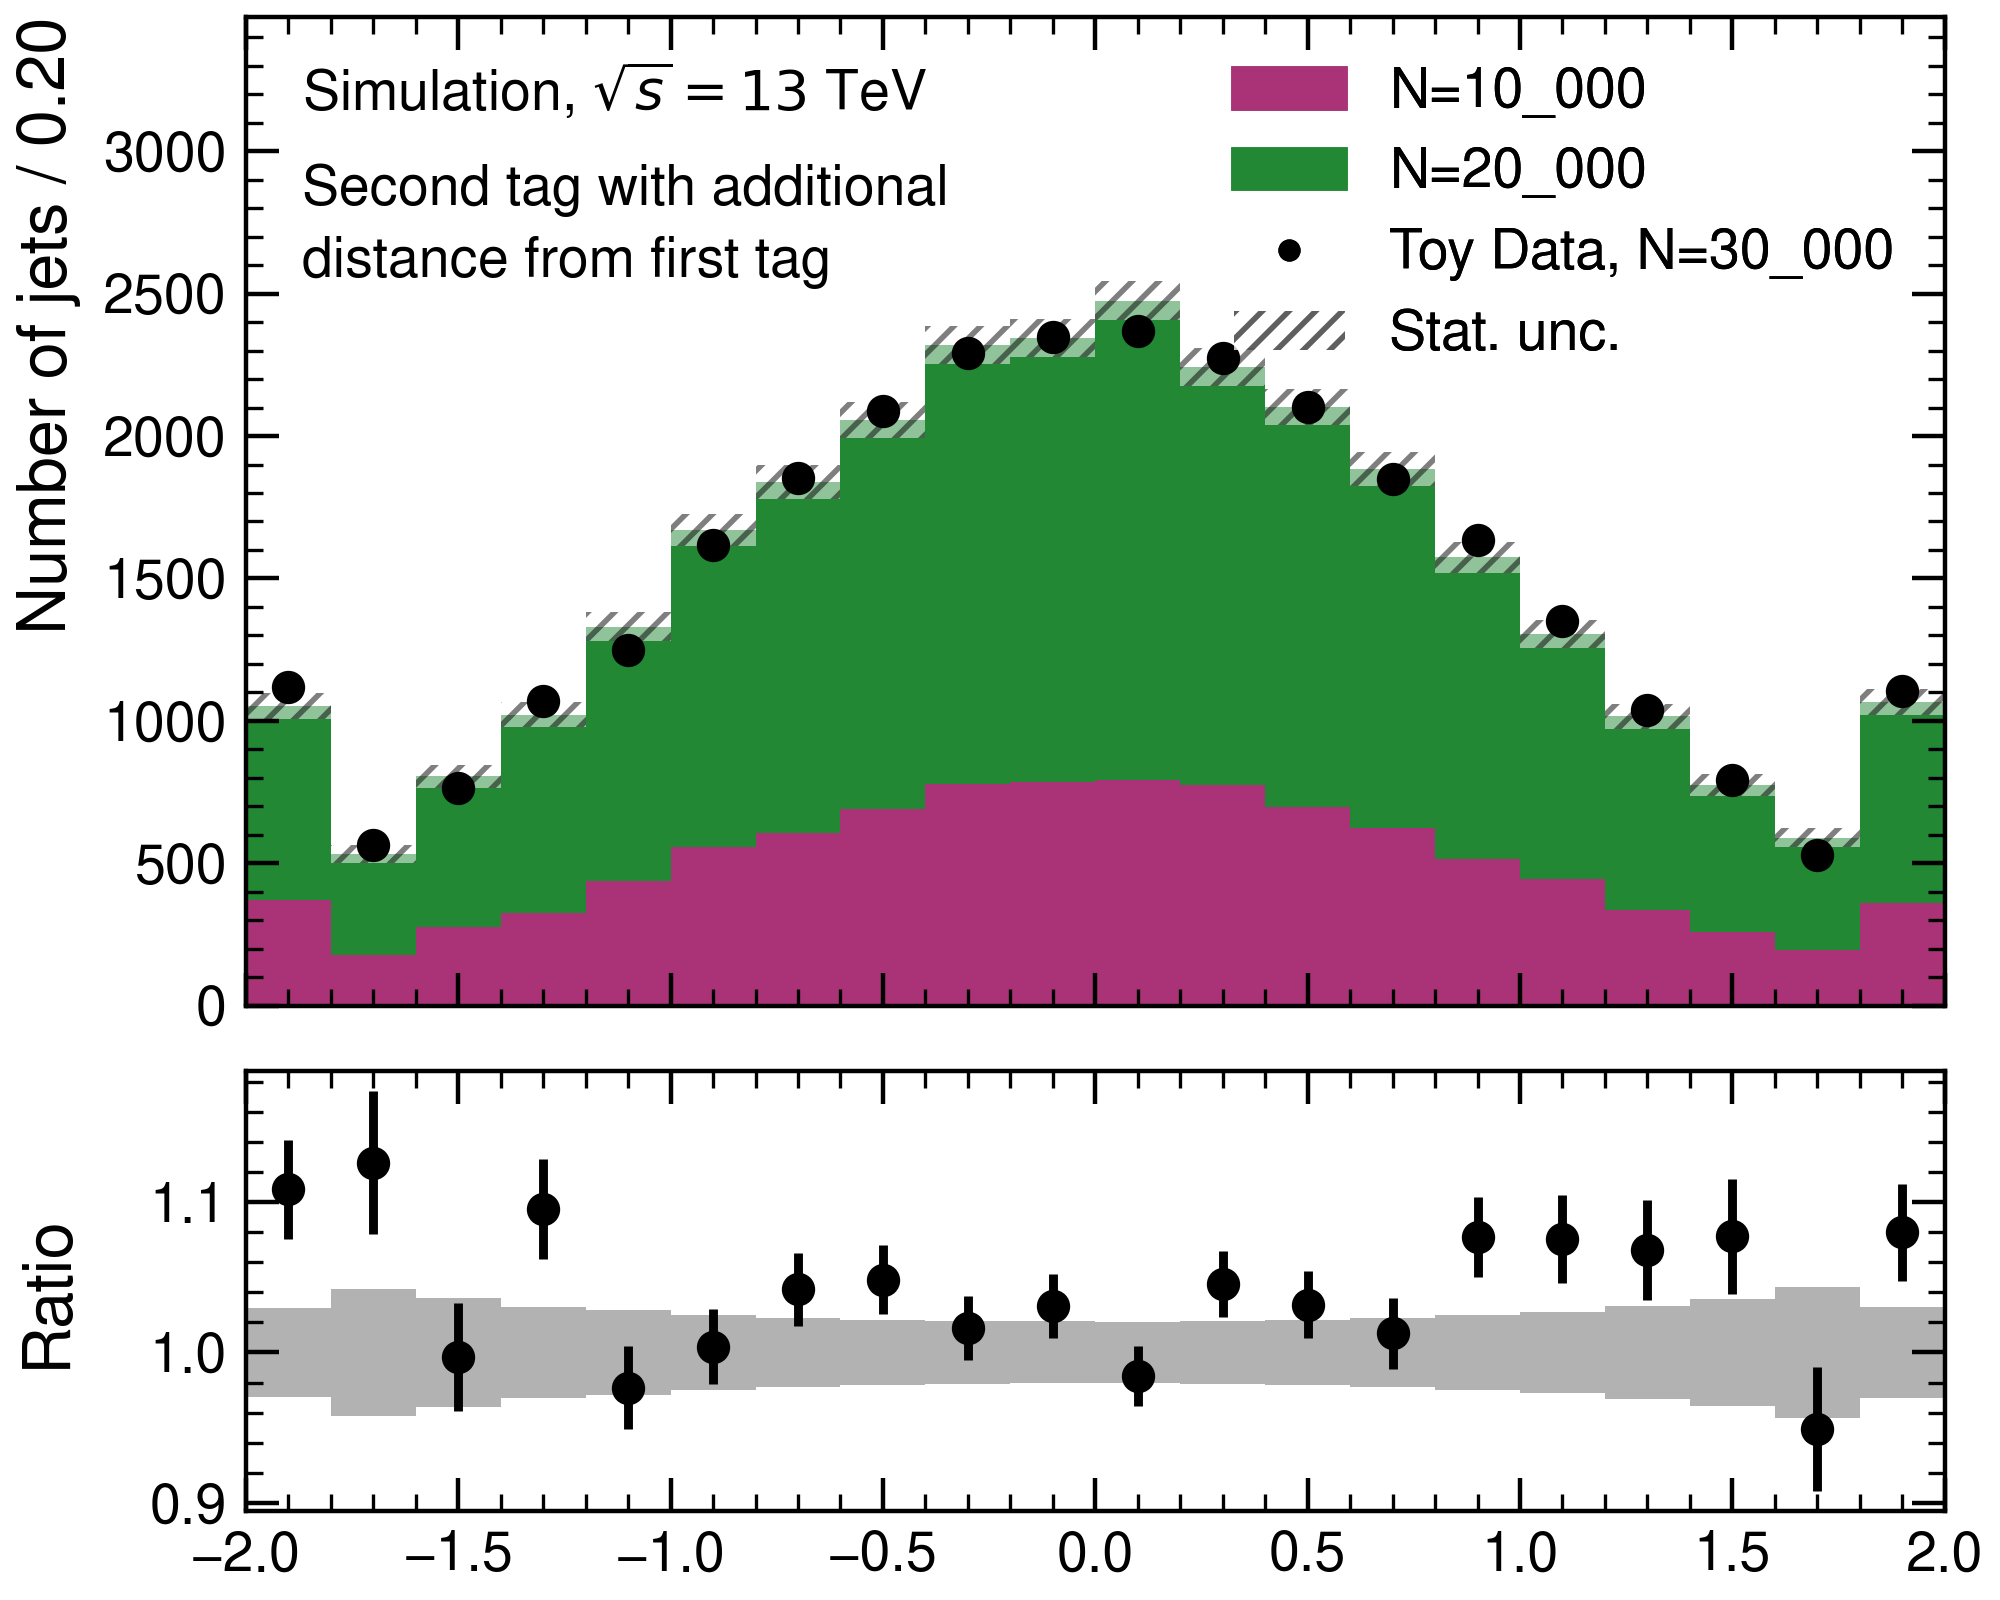 Number of jets / 0.20
Simulation, √s = 13 TeV
Second tag with additional
distance from first tag
N=10_000
N=20_000
Toy Data, N=30_000
Stat. unc.
3000
2500
2000
1500
1000
500
0
Ratio
1.1
1.0
0.9
−2.0 −1.5 −1.0 −0.5 0.0 0.5 1.0 1.5 2.0